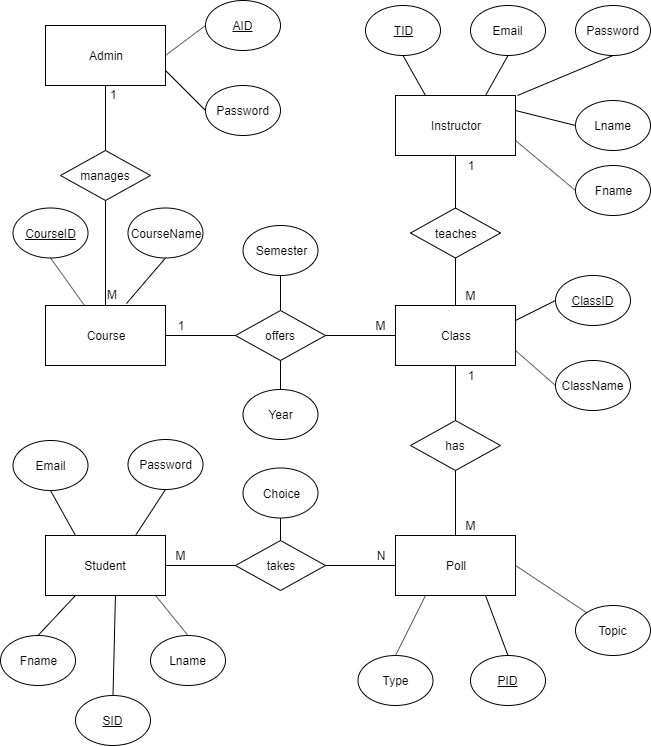 AID
Admin
TID
Email
Password
Password
1
Instructor
Lname
1
manages
Fname
CourseID
CourseName
teaches
Semester
M
M
ClassID
Course
1
offers
M
Class
1
ClassName
Year
Email
Password
has
Choice
M
Student
M
takes
N
Poll
Topic
Fname
Lname
Type
PID
SID